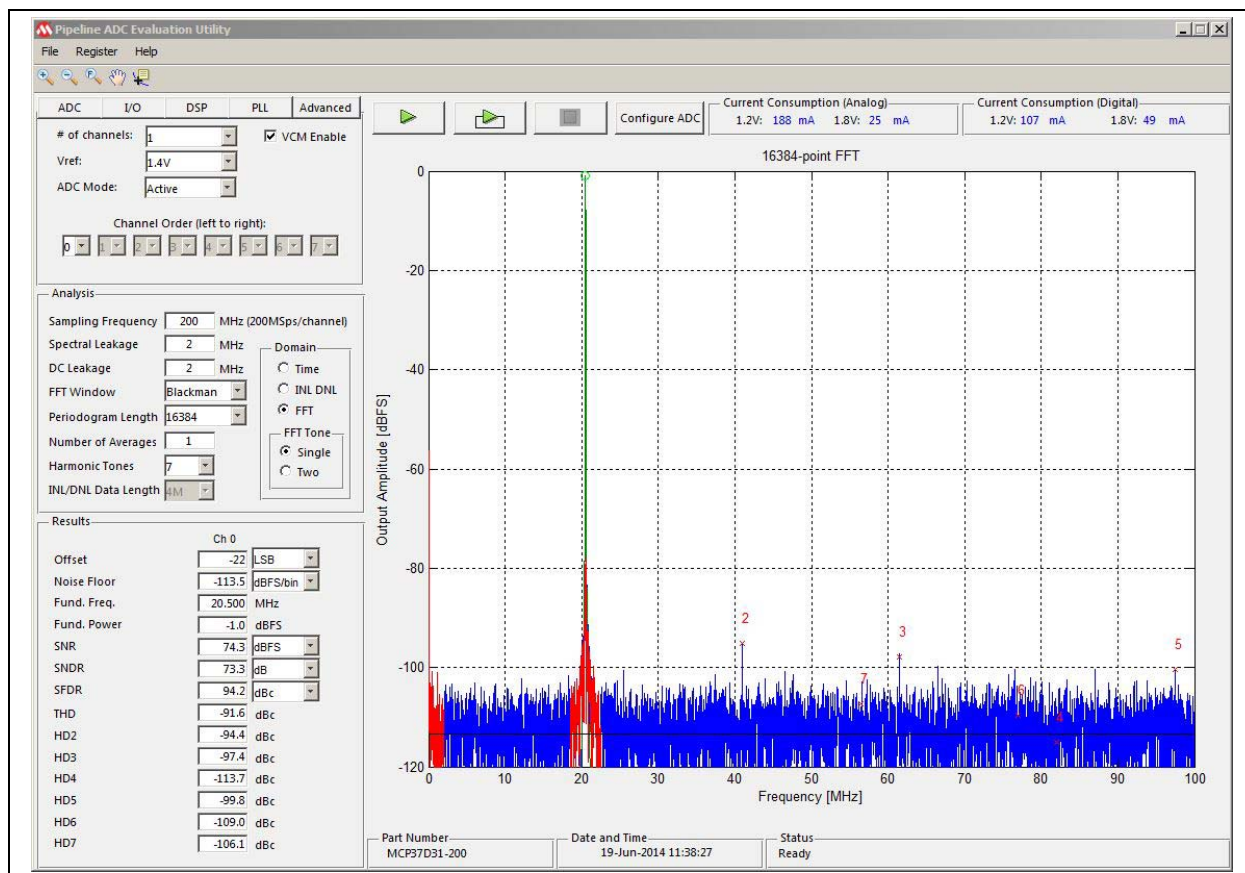 Pipeline ADC Evaluation Utility
File Register Help
ADC I/O DSP PLL Advanced
# of channels: 1 VCM Enable
Vref: 1.4V
ADC Mode: Active
Channel Order (left to right):
0 1 2 3 4 5 6 7
Configure ADC
Current Consumption (Analog)
1.2V: 188 mA 1.8V: 25 mA
Current Consumption (Digital)
1.2V: 107 mA 1.8V: 49 mA
Analysis
Sampling Frequency 200 MHz (200MSps/channel)
Spectral Leakage 2 MHz
DC Leakage 2 MHz
FFT Window Blackman
Periodogram Length 16384
Number of Averages 1
Harmonic Tones 7
INL/DNL Data Length 4M
Domain
Time
INL DNL
FFT
FFT Tone
Single
Two
Results
Ch 0
Offset -22 LSB
Noise Floor -113.5 dBFS/bin
Fund. Freq. 20.500 MHz
Fund. Power -1.0 dBFS
SNR 74.3 dBFS
SNDR 73.3 dB
SFDR 94.2 dBc
THD -91.6 dBc
HD2 -94.4 dBc
HD3 -97.4 dBc
HD4 -113.7 dBc
HD5 -99.8 dBc
HD6 -109.0 dBc
HD7 -106.1 dBc
16384-point FFT
Output Amplitude [dBFS]
0
-20
-40
-60
-80
-100
-120
2
3
5
7
6
4
0 10 20 30 40 50 60 70 80 90 100
Frequency [MHz]
Part Number
MCP37D31-200
Date and Time
19-Jun-2014 11:38:27
Status
Ready